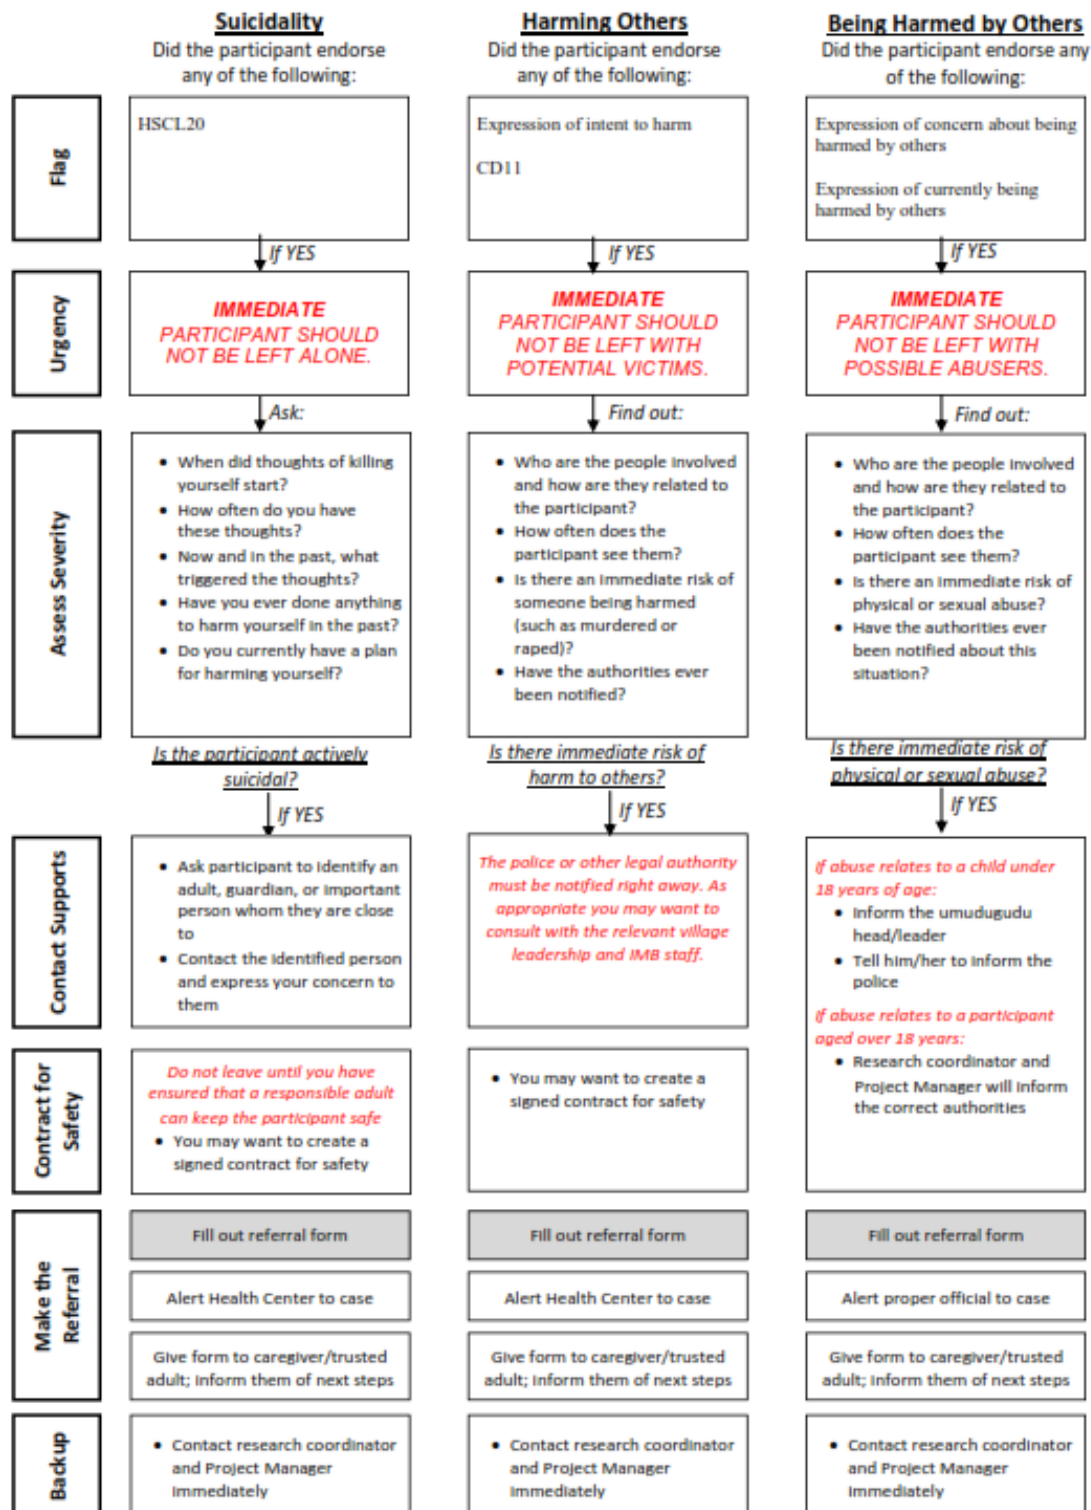 Suicidality
Did the participant endorse
any of the following:
Harming Others
Did the participant endorse
any of the following:
Being Harmed by Others
Did the participant endorse any
of the following:
Flag
HSCL20
Expression of intent to harm
CD11
Expression of concern about being
harmed by others
Expression of currently being
harmed by others
If YES
If YES
If YES
Urgency
IMMEDIATE
PARTICIPANT SHOULD
NOT BE LEFT ALONE.
IMMEDIATE
PARTICIPANT SHOULD
NOT BE LEFT WITH
POTENTIAL VICTIMS.
IMMEDIATE
PARTICIPANT SHOULD
NOT BE LEFT WITH
POSSIBLE ABUSERS.
Ask:
Find out:
Find out:
Assess Severity
• When did thoughts of killing
yourself start?
• How often do you have
these thoughts?
• Now and in the past, what
triggered the thoughts?
• Have you ever done anything
to harm yourself in the past?
• Do you currently have a plan
for harming yourself?
• Who are the people involved
and how are they related to
the participant?
• How often does the
participant see them?
• Is there an immediate risk of
someone being harmed
(such as murdered or
raped)?
• Have the authorities ever
been notified?
• Who are the people involved
and how are they related to
the participant?
• How often does the
participant see them?
• Is there an immediate risk of
physical or sexual abuse?
• Have the authorities ever
been notified about this
situation?
Is the participant actively
suicidal?
Is there immediate risk of
harm to others?
Is there immediate risk of
physical or sexual abuse?
If YES
If YES
If YES
Contact Supports
• Ask participant to identify an
adult, guardian, or important
person whom they are close
to
• Contact the identified person
and express your concern to
them
The police or other legal authority
must be notified right away. As
appropriate you may want to
consult with the relevant village
leadership and IMB staff.
If abuse relates to a child under
18 years of age:
• Inform the umudugudu
head/leader
• Tell him/her to inform the
police
If abuse relates to a participant
aged over 18 years:
• Research coordinator and
Project Manager will inform
the correct authorities
Contract for
Safety
Do not leave until you have
ensured that a responsible adult
can keep the participant safe
• You may want to create a
signed contract for safety
• You may want to create a
signed contract for safety
Make the
Referral
Fill out referral form
Fill out referral form
Fill out referral form
Alert Health Center to case
Alert Health Center to case
Alert proper official to case
Give form to caregiver/trusted
adult; inform them of next steps
Give form to caregiver/trusted
adult; inform them of next steps
Give form to caregiver/trusted
adult; inform them of next steps
Backup
• Contact research coordinator
and Project Manager
immediately
• Contact research coordinator
and Project Manager
immediately
• Contact research coordinator
and Project Manager
immediately